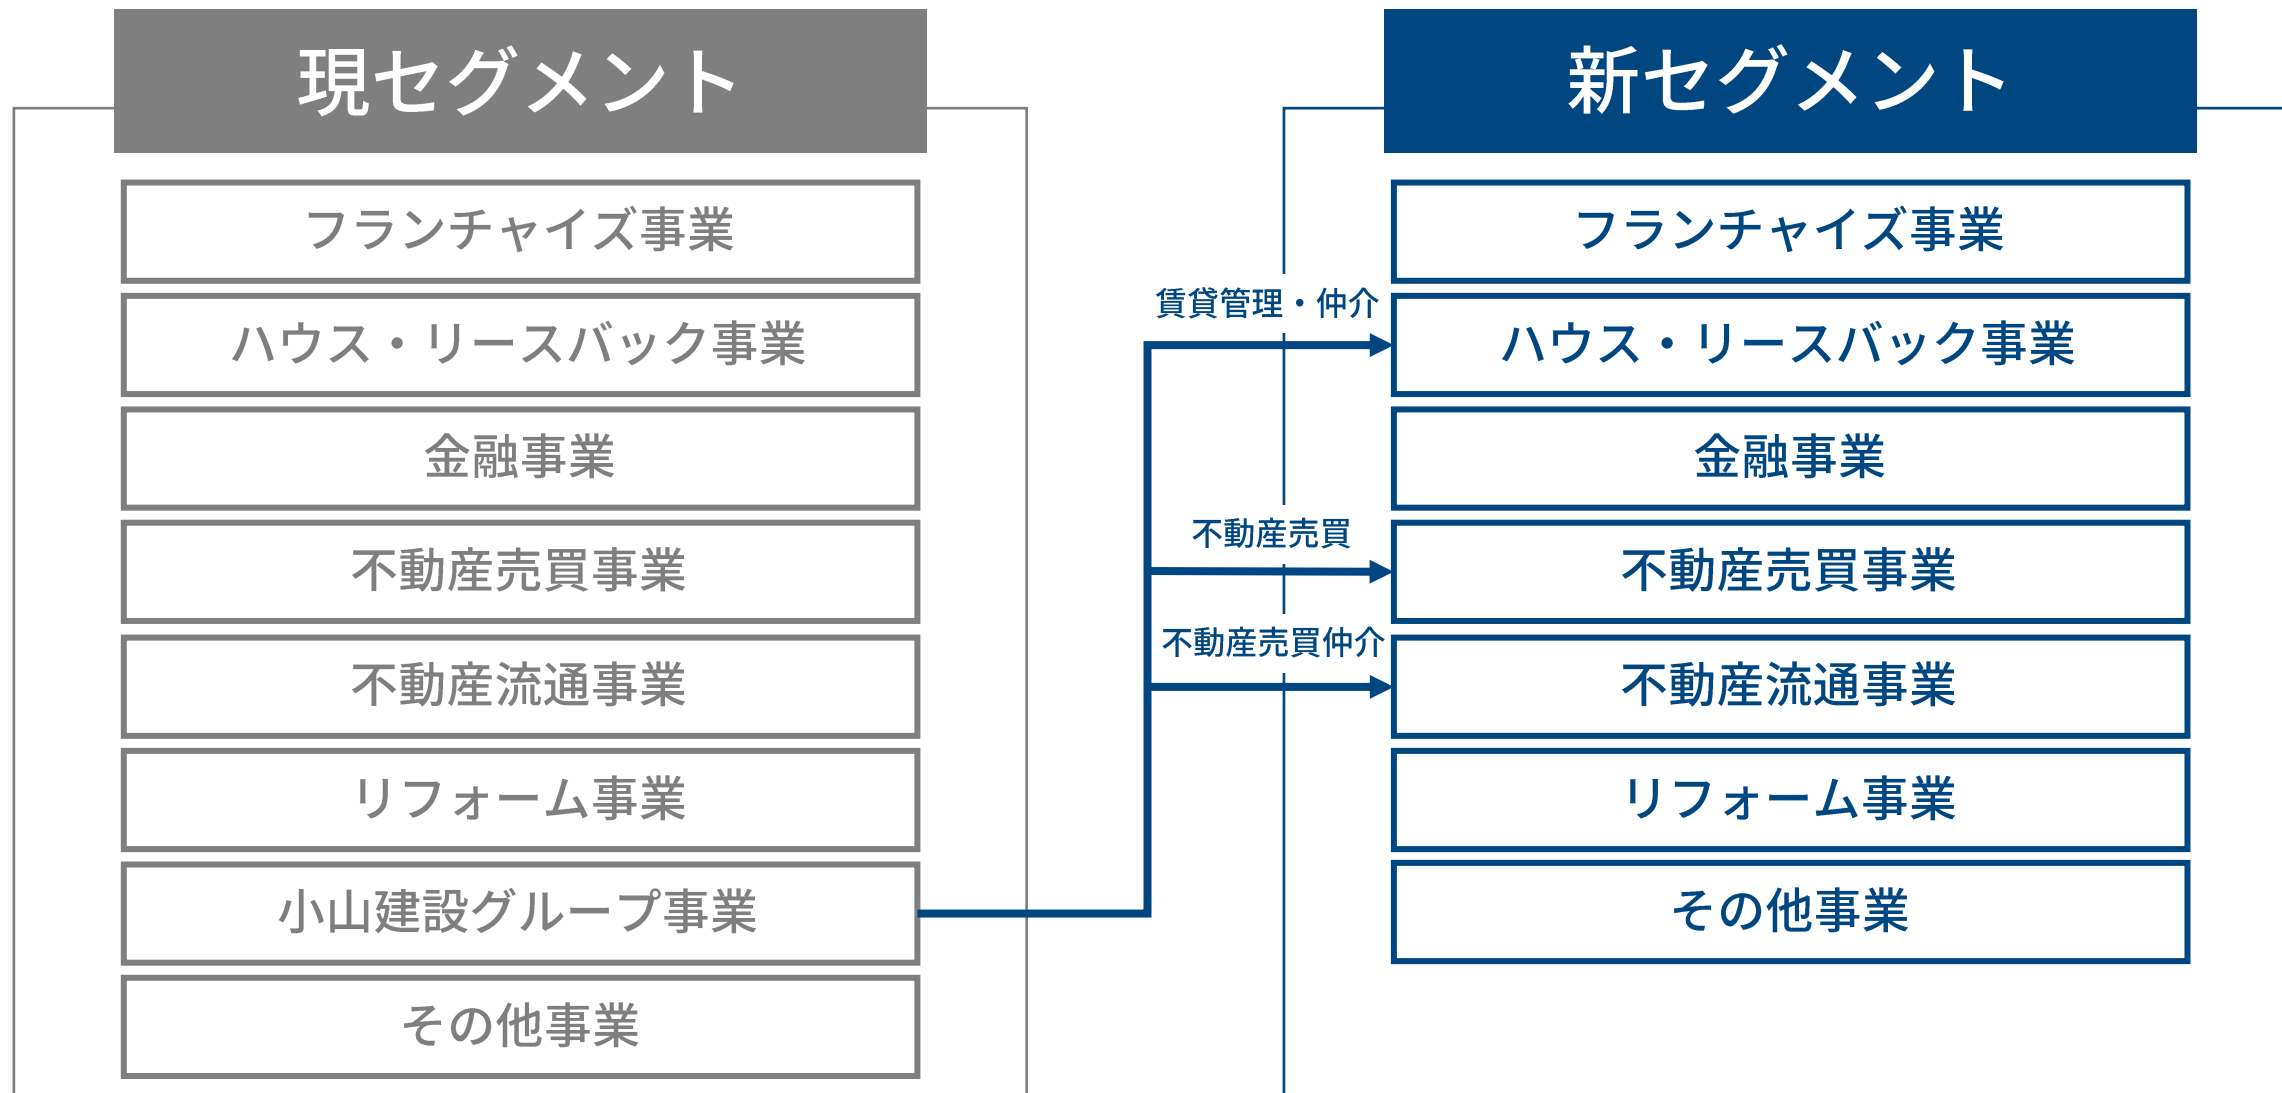 現セグメント
フランチャイズ事業
ハウス・リースバック事業
金融事業
不動産売買事業
不動産流通事業
リフォーム事業
小山建設グループ事業
その他事業
賃貸管理・仲介
不動産売買
不動産売買仲介
新セグメント
フランチャイズ事業
ハウス・リースバック事業
金融事業
不動産売買事業
不動産流通事業
リフォーム事業
その他事業